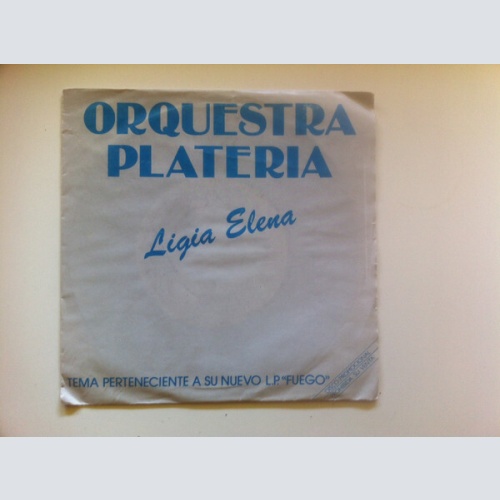 ORQUESTRA
PLATERIA
Ligia Elena
TEMA PERTENECIENTE A SU NUEVO L.P. "FUEGO"